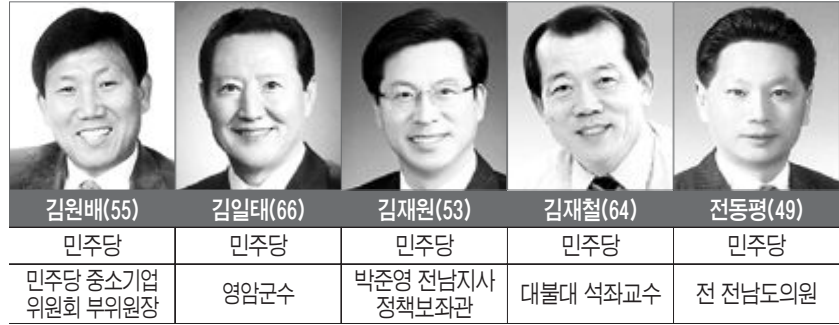 김원배(55) 김일태(66) 김재원(53) 김재철(64) 전동평(49)
민주당 민주당 민주당 민주당 민주당
민주당 중소기업 위원회 부위원장 영암군수 박준영 전남지사 정책보좌관 대불대 석좌교수 전 전남도의원